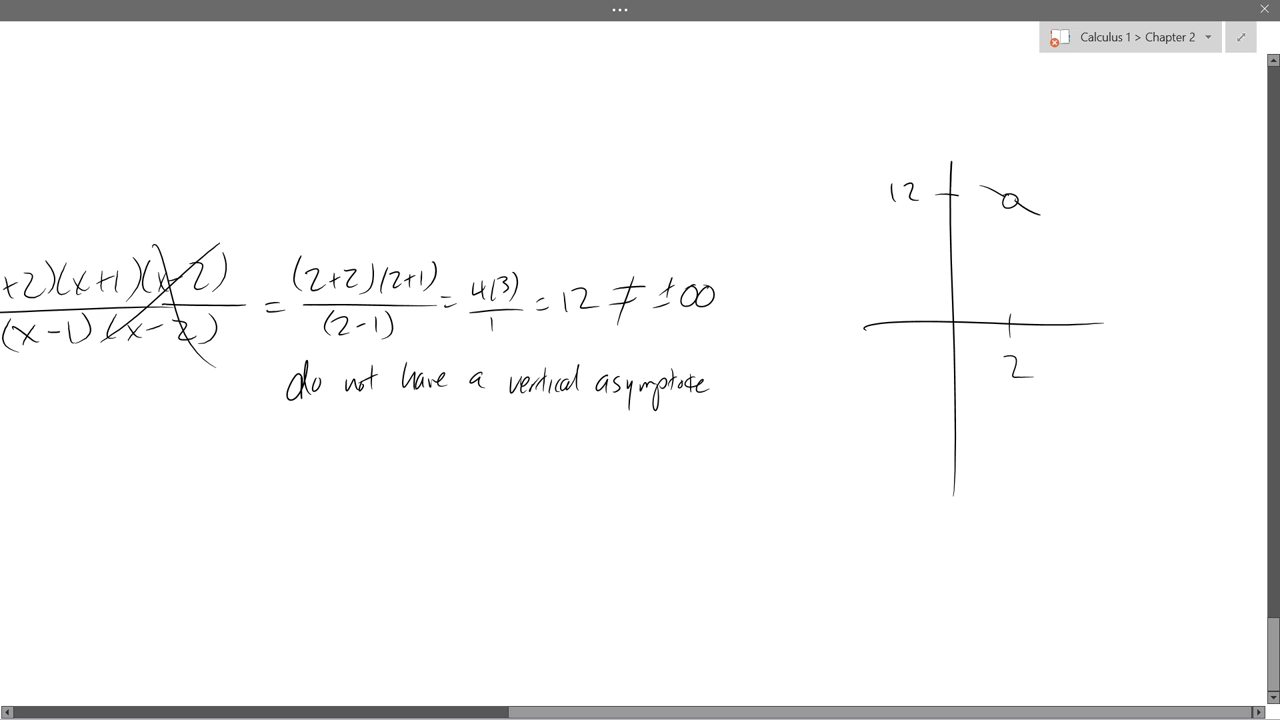 Calculus 1 > Chapter 2
12
+2)(x+1)(x-2) / (x-1)(x-2) = (2+2)(2+1) / (2-1) = 4(3) / 1 = 12 ≠ ±∞
do not have a vertical asymptote
2